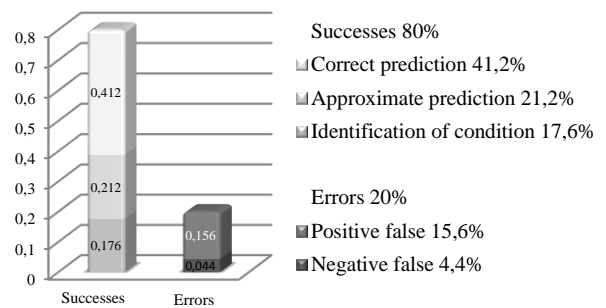 0,8
0,7
0,6
0,5
0,4
0,3
0,2
0,1
0
0,412
0,212
0,176
0,156
0,044
Successes
Errors
Successes 80%
Correct prediction 41,2%
Approximate prediction 21,2%
Identification of condition 17,6%
Errors 20%
Positive false 15,6%
Negative false 4,4%